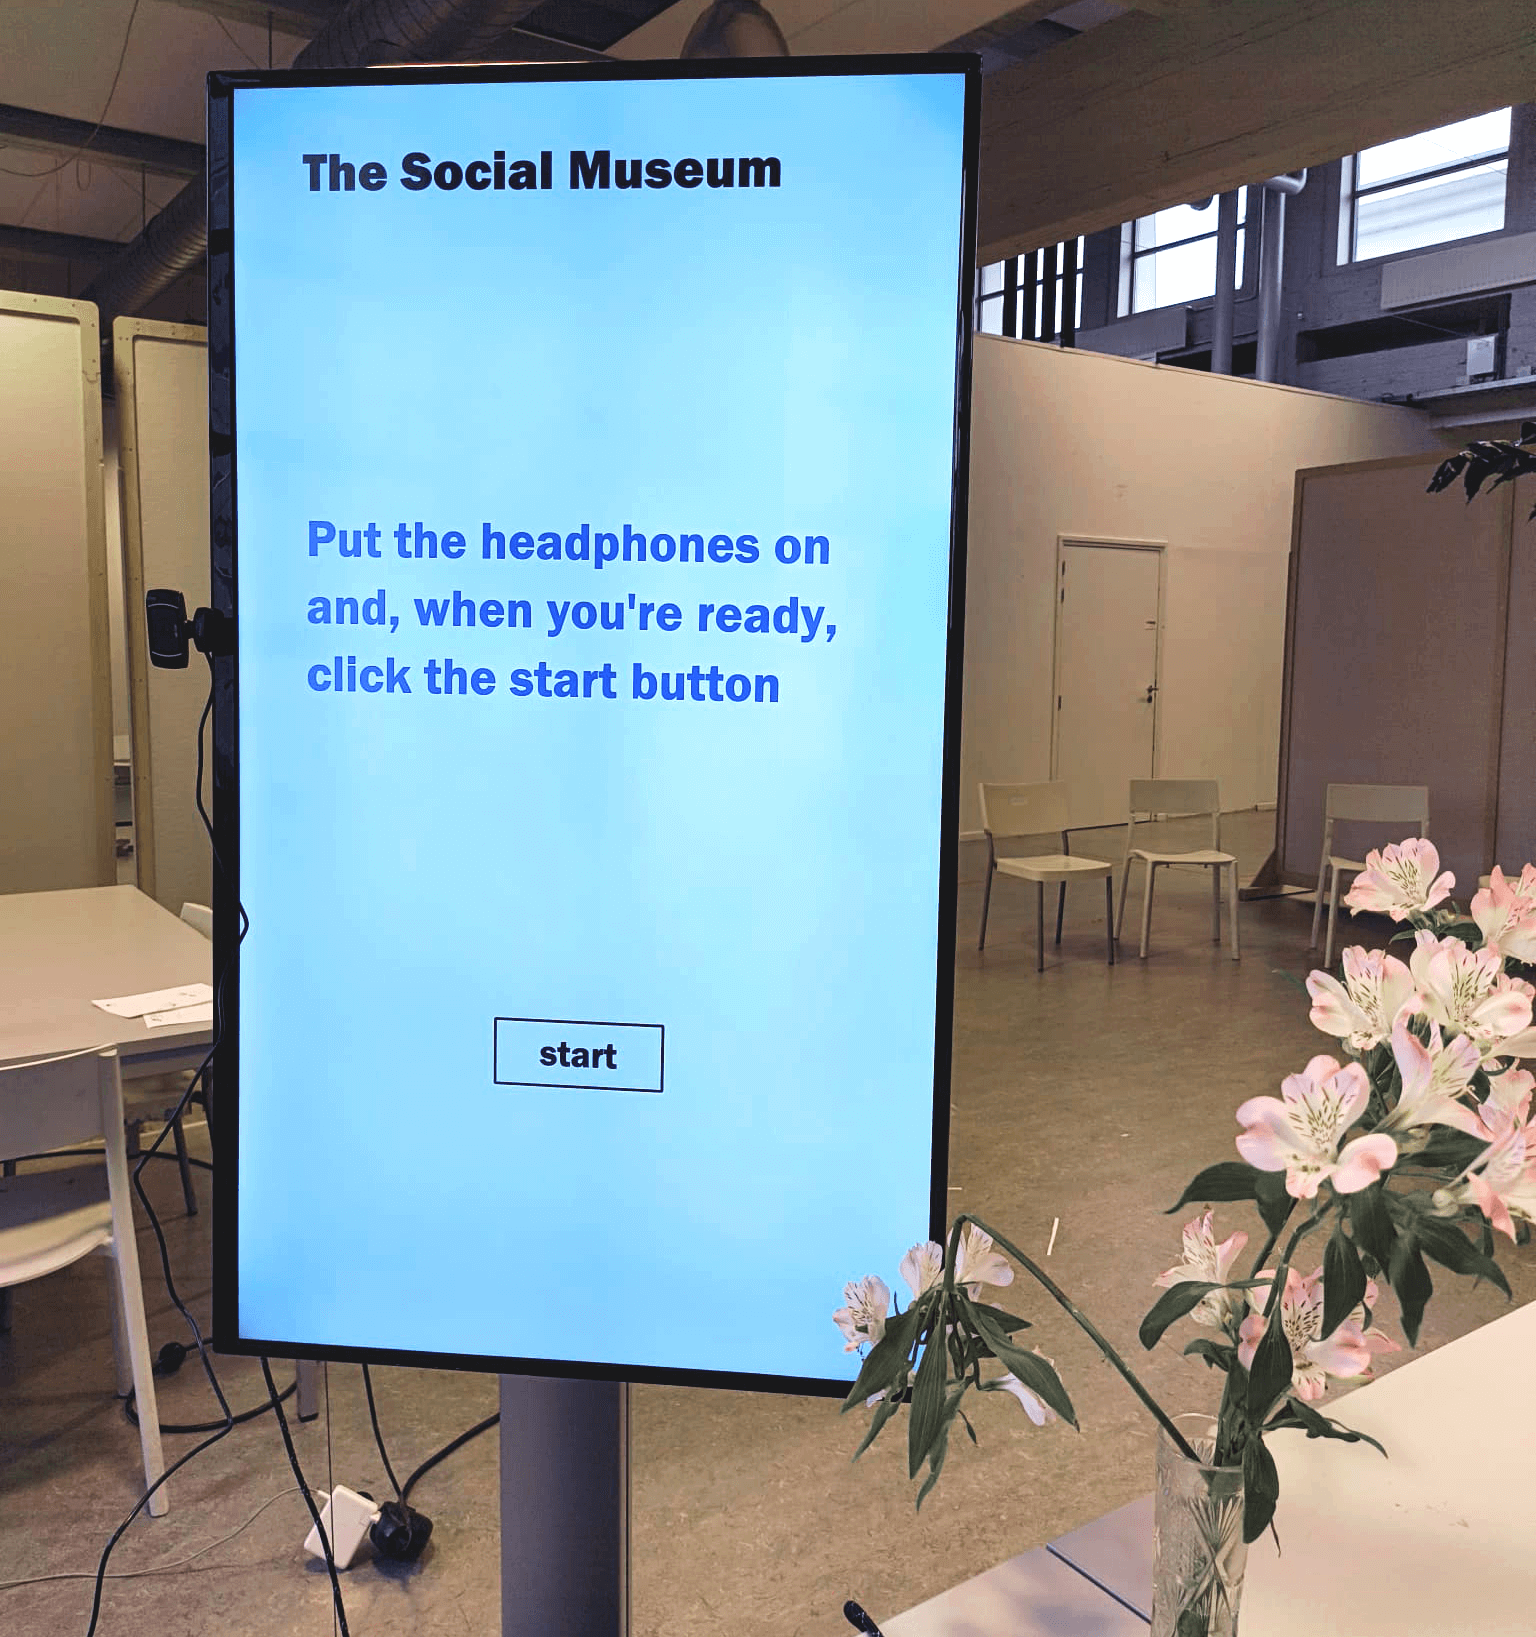 The Social Museum
Put the headphones on
and, when you're ready,
click the start button
start